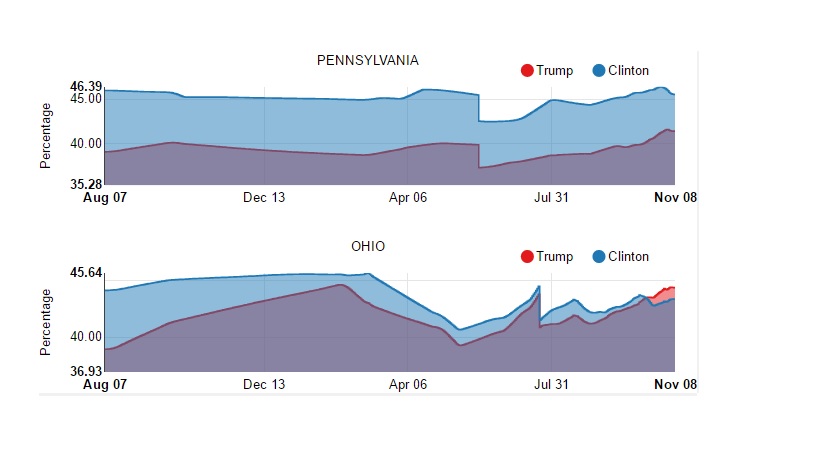 PENNSYLVANIA
Trump Clinton
46.39
45.00
Percentage
40.00
35.28
Aug 07 Dec 13 Apr 06 Jul 31 Nov 08
OHIO
Trump Clinton
45.64
Percentage
40.00
36.93
Aug 07 Dec 13 Apr 06 Jul 31 Nov 08